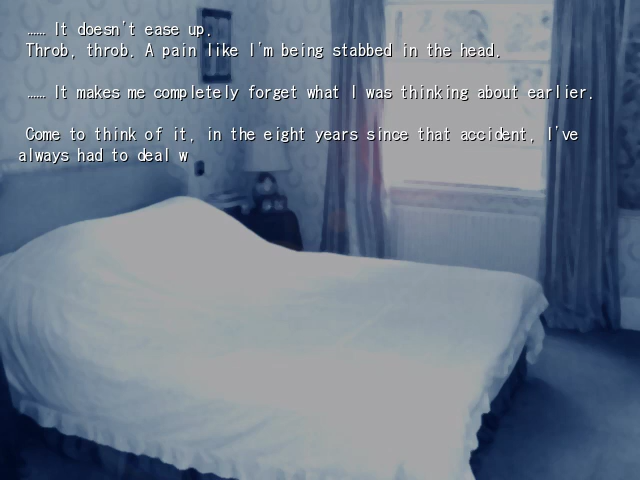 …… It doesn't ease up.
Throb, throb. A pain like I'm being stabbed in the head.
…… It makes me completely forget what I was thinking about earlier.
Come to think of it, in the eight years since that accident, I've
always had to deal w